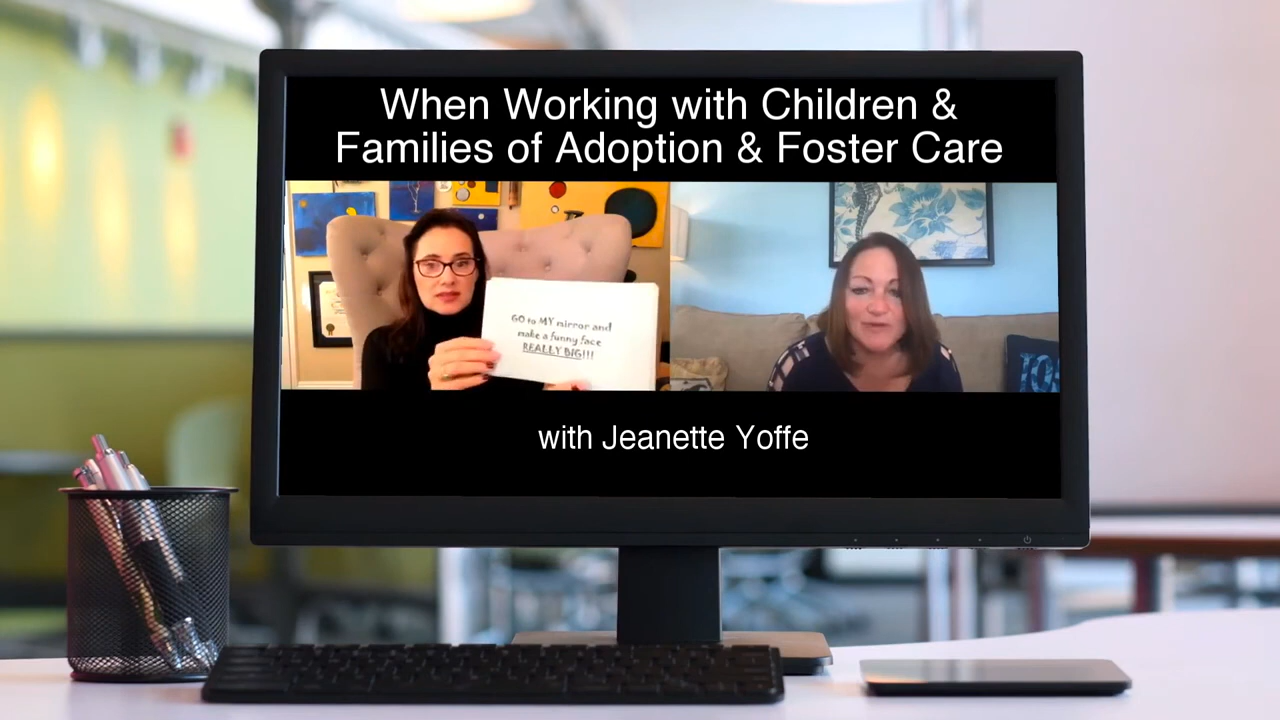 When Working with Children &
Families of Adoption & Foster Care
GO to MY mirror and
make a funny face
REALLY BIG!!!
with Jeanette Yoffe